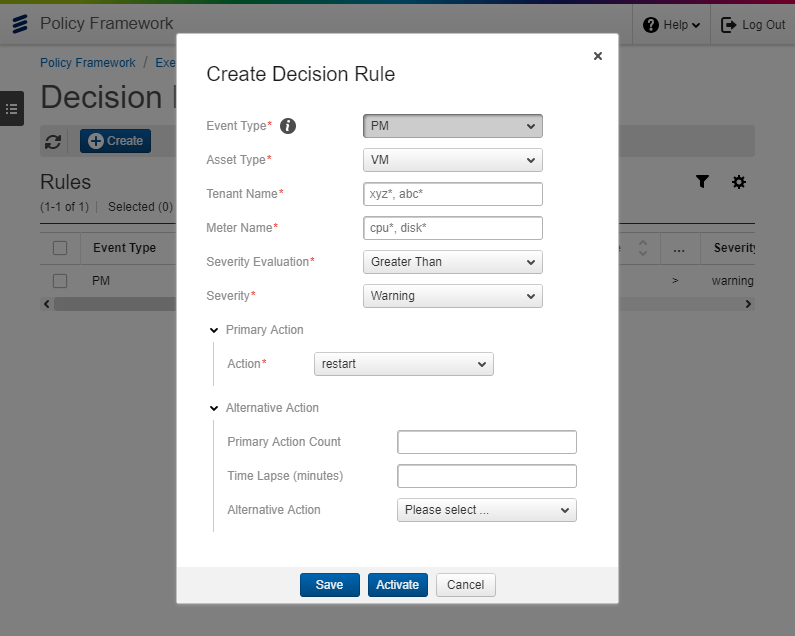 Policy Framework
Help
Log Out
Policy Framework / Exe
Decision
Create
Rules
(1-1 of 1) | Selected (0)
Event Type
...
Severity
PM
>
warning
×
Create Decision Rule
Event Type*
PM
Asset Type*
VM
Tenant Name*
xyz*, abc*
Meter Name*
cpu*, disk*
Severity Evaluation*
Greater Than
Severity*
Warning
Primary Action
Action*
restart
Alternative Action
Primary Action Count
Time Lapse (minutes)
Alternative Action
Please select ...
Save
Activate
Cancel